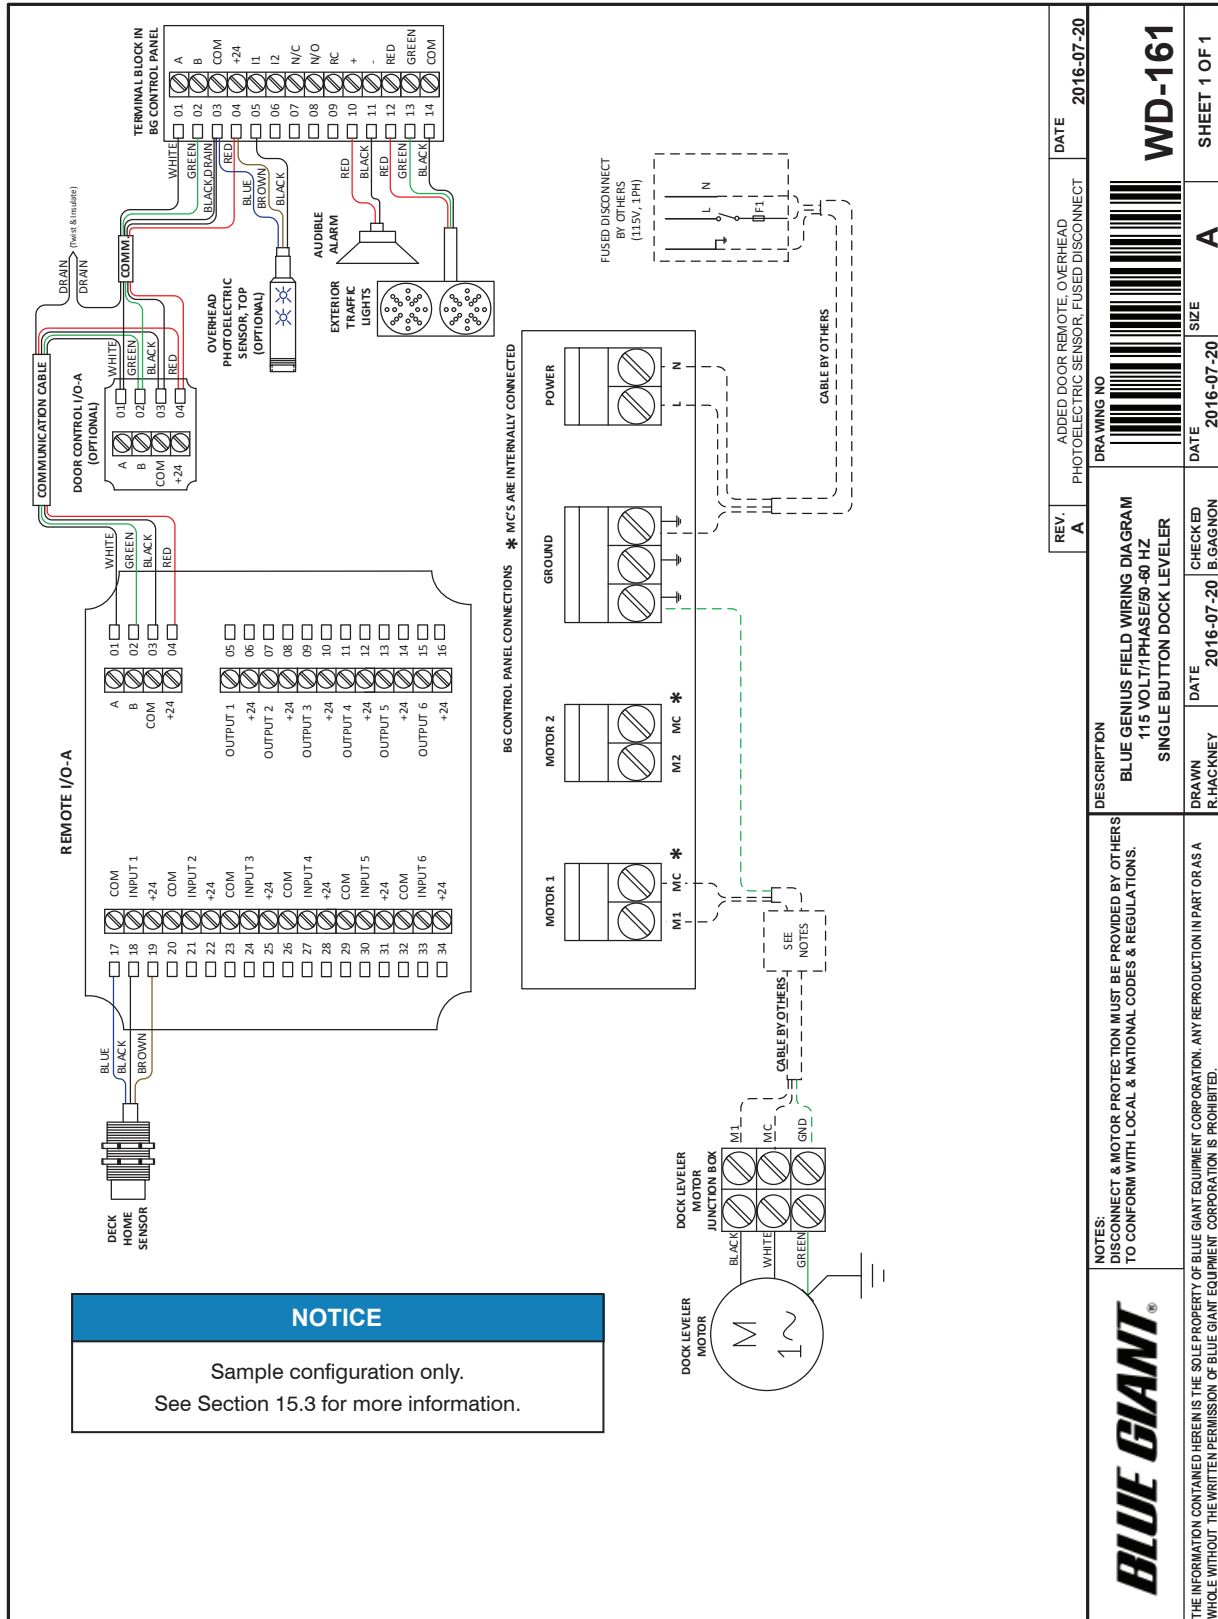 TERMINAL BLOCK IN
BG CONTROL PANEL
01 A
02 B
03 COM
04 +24
05 I1
06 I2
07 N/C
08 N/O
09 RC
10 +
11 -
12 RED
13 GREEN
14 COM
WHITE
GREEN
BLACK,DRAIN
RED
BLUE
BROWN
BLACK
RED
BLACK
RED
GREEN
BLACK
DRAIN
DRAIN
(Twist & Insulate)
COMM
COMMUNICATION CABLE
DOOR CONTROL I/O-A
(OPTIONAL)
WHITE
GREEN
BLACK
RED
01
02
03
04
A
B
COM
+24
OVERHEAD
PHOTOELECTRIC
SENSOR, TOP
(OPTIONAL)
AUDIBLE
ALARM
EXTERIOR
TRAFFIC
LIGHTS
REMOTE I/O-A
WHITE
GREEN
BLACK
RED
01
02
03
04
A
B
COM
+24
OUTPUT 1 05
+24 06
OUTPUT 2 07
+24 08
OUTPUT 3 09
+24 10
OUTPUT 4 11
+24 12
OUTPUT 5 13
+24 14
OUTPUT 6 15
+24 16
17 COM
18 INPUT 1
19 +24
20 COM
21 INPUT 2
22 +24
23 COM
24 INPUT 3
25 +24
26 COM
27 INPUT 4
28 +24
29 COM
30 INPUT 5
31 +24
32 COM
33 INPUT 6
34 +24
BLUE
BLACK
BROWN
DECK
HOME
SENSOR
BG CONTROL PANEL CONNECTIONS * MC'S ARE INTERNALLY CONNECTED
MOTOR 1
M1 MC *
MOTOR 2
M2 MC *
GROUND
POWER
L N
FUSED DISCONNECT
BY OTHERS
(115V, 1PH)
L N
F1
CABLE BY OTHERS
SEE
NOTES
CABLE BY OTHERS
DOCK LEVELER
MOTOR
JUNCTION BOX
M1
MC
GND
BLACK
WHITE
GREEN
DOCK LEVELER
MOTOR
M
1~
NOTICE
Sample configuration only.
See Section 15.3 for more information.
REV.
A
ADDED DOOR REMOTE, OVERHEAD
PHOTOELECTRIC SENSOR, FUSED DISCONNECT
DATE
2016-07-20
BLUE GIANT®
NOTES:
DISCONNECT & MOTOR PROTECTION MUST BE PROVIDED BY OTHERS
TO CONFORM WITH LOCAL & NATIONAL CODES & REGULATIONS.
DESCRIPTION
BLUE GENIUS FIELD WIRING DIAGRAM
115 VOLT/1PHASE/50-60 HZ
SINGLE BUTTON DOCK LEVELER
DRAWING NO
WD-161
THE INFORMATION CONTAINED HEREIN IS THE SOLE PROPERTY OF BLUE GIANT EQUIPMENT CORPORATION. ANY REPRODUCTION IN PART OR AS A
WHOLE WITHOUT THE WRITTEN PERMISSION OF BLUE GIANT EQUIPMENT CORPORATION IS PROHIBITED.
DRAWN
R.HACKNEY
DATE
2016-07-20
CHECKED
B.GAGNON
DATE
2016-07-20
SIZE
A
SHEET 1 OF 1